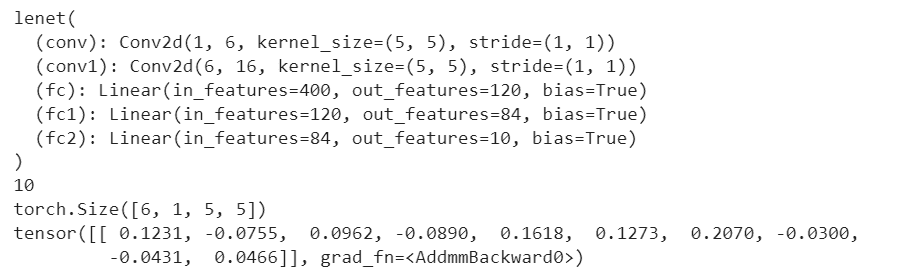 lenet(
  (conv): Conv2d(1, 6, kernel_size=(5, 5), stride=(1, 1))
  (conv1): Conv2d(6, 16, kernel_size=(5, 5), stride=(1, 1))
  (fc): Linear(in_features=400, out_features=120, bias=True)
  (fc1): Linear(in_features=120, out_features=84, bias=True)
  (fc2): Linear(in_features=84, out_features=10, bias=True)
)
10
torch.Size([6, 1, 5, 5])
tensor([[ 0.1231, -0.0755,  0.0962, -0.0890,  0.1618,  0.1273,  0.2070, -0.0300,
         -0.0431,  0.0466]], grad_fn=<AddmmBackward0>)